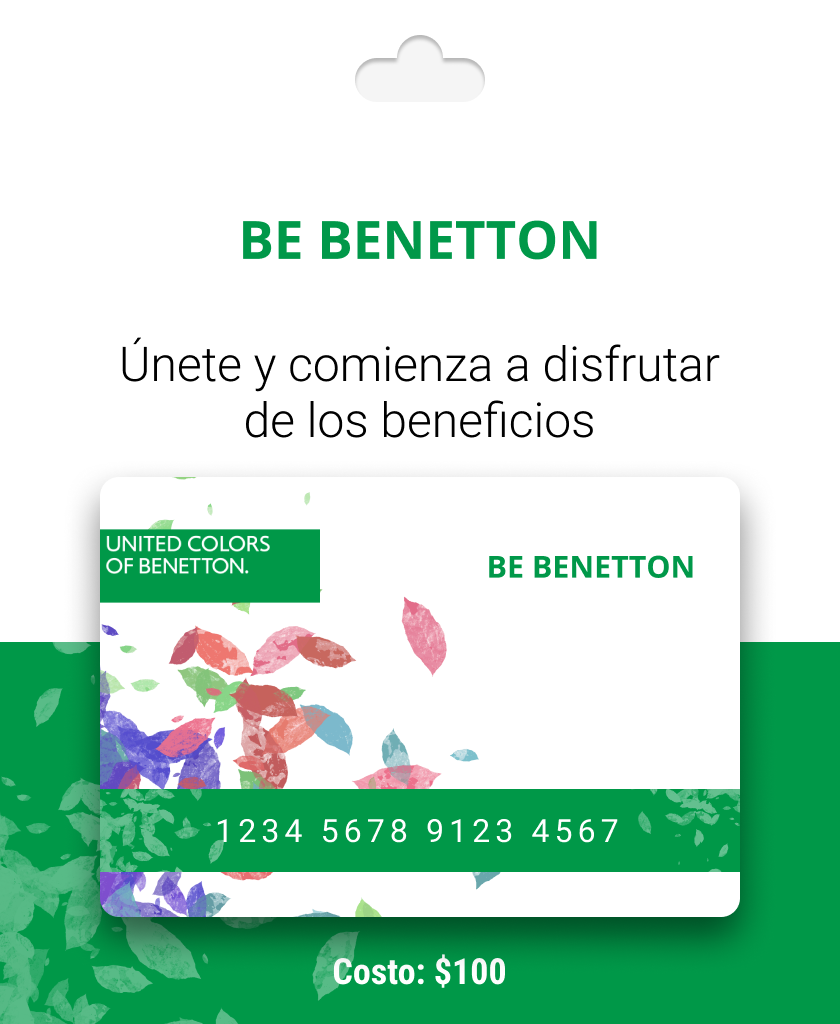 BE BENETTON
Únete y comienza a disfrutar
de los beneficios
UNITED COLORS
OF BENETTON.
BE BENETTON
1234 5678 9123 4567
Costo: $100